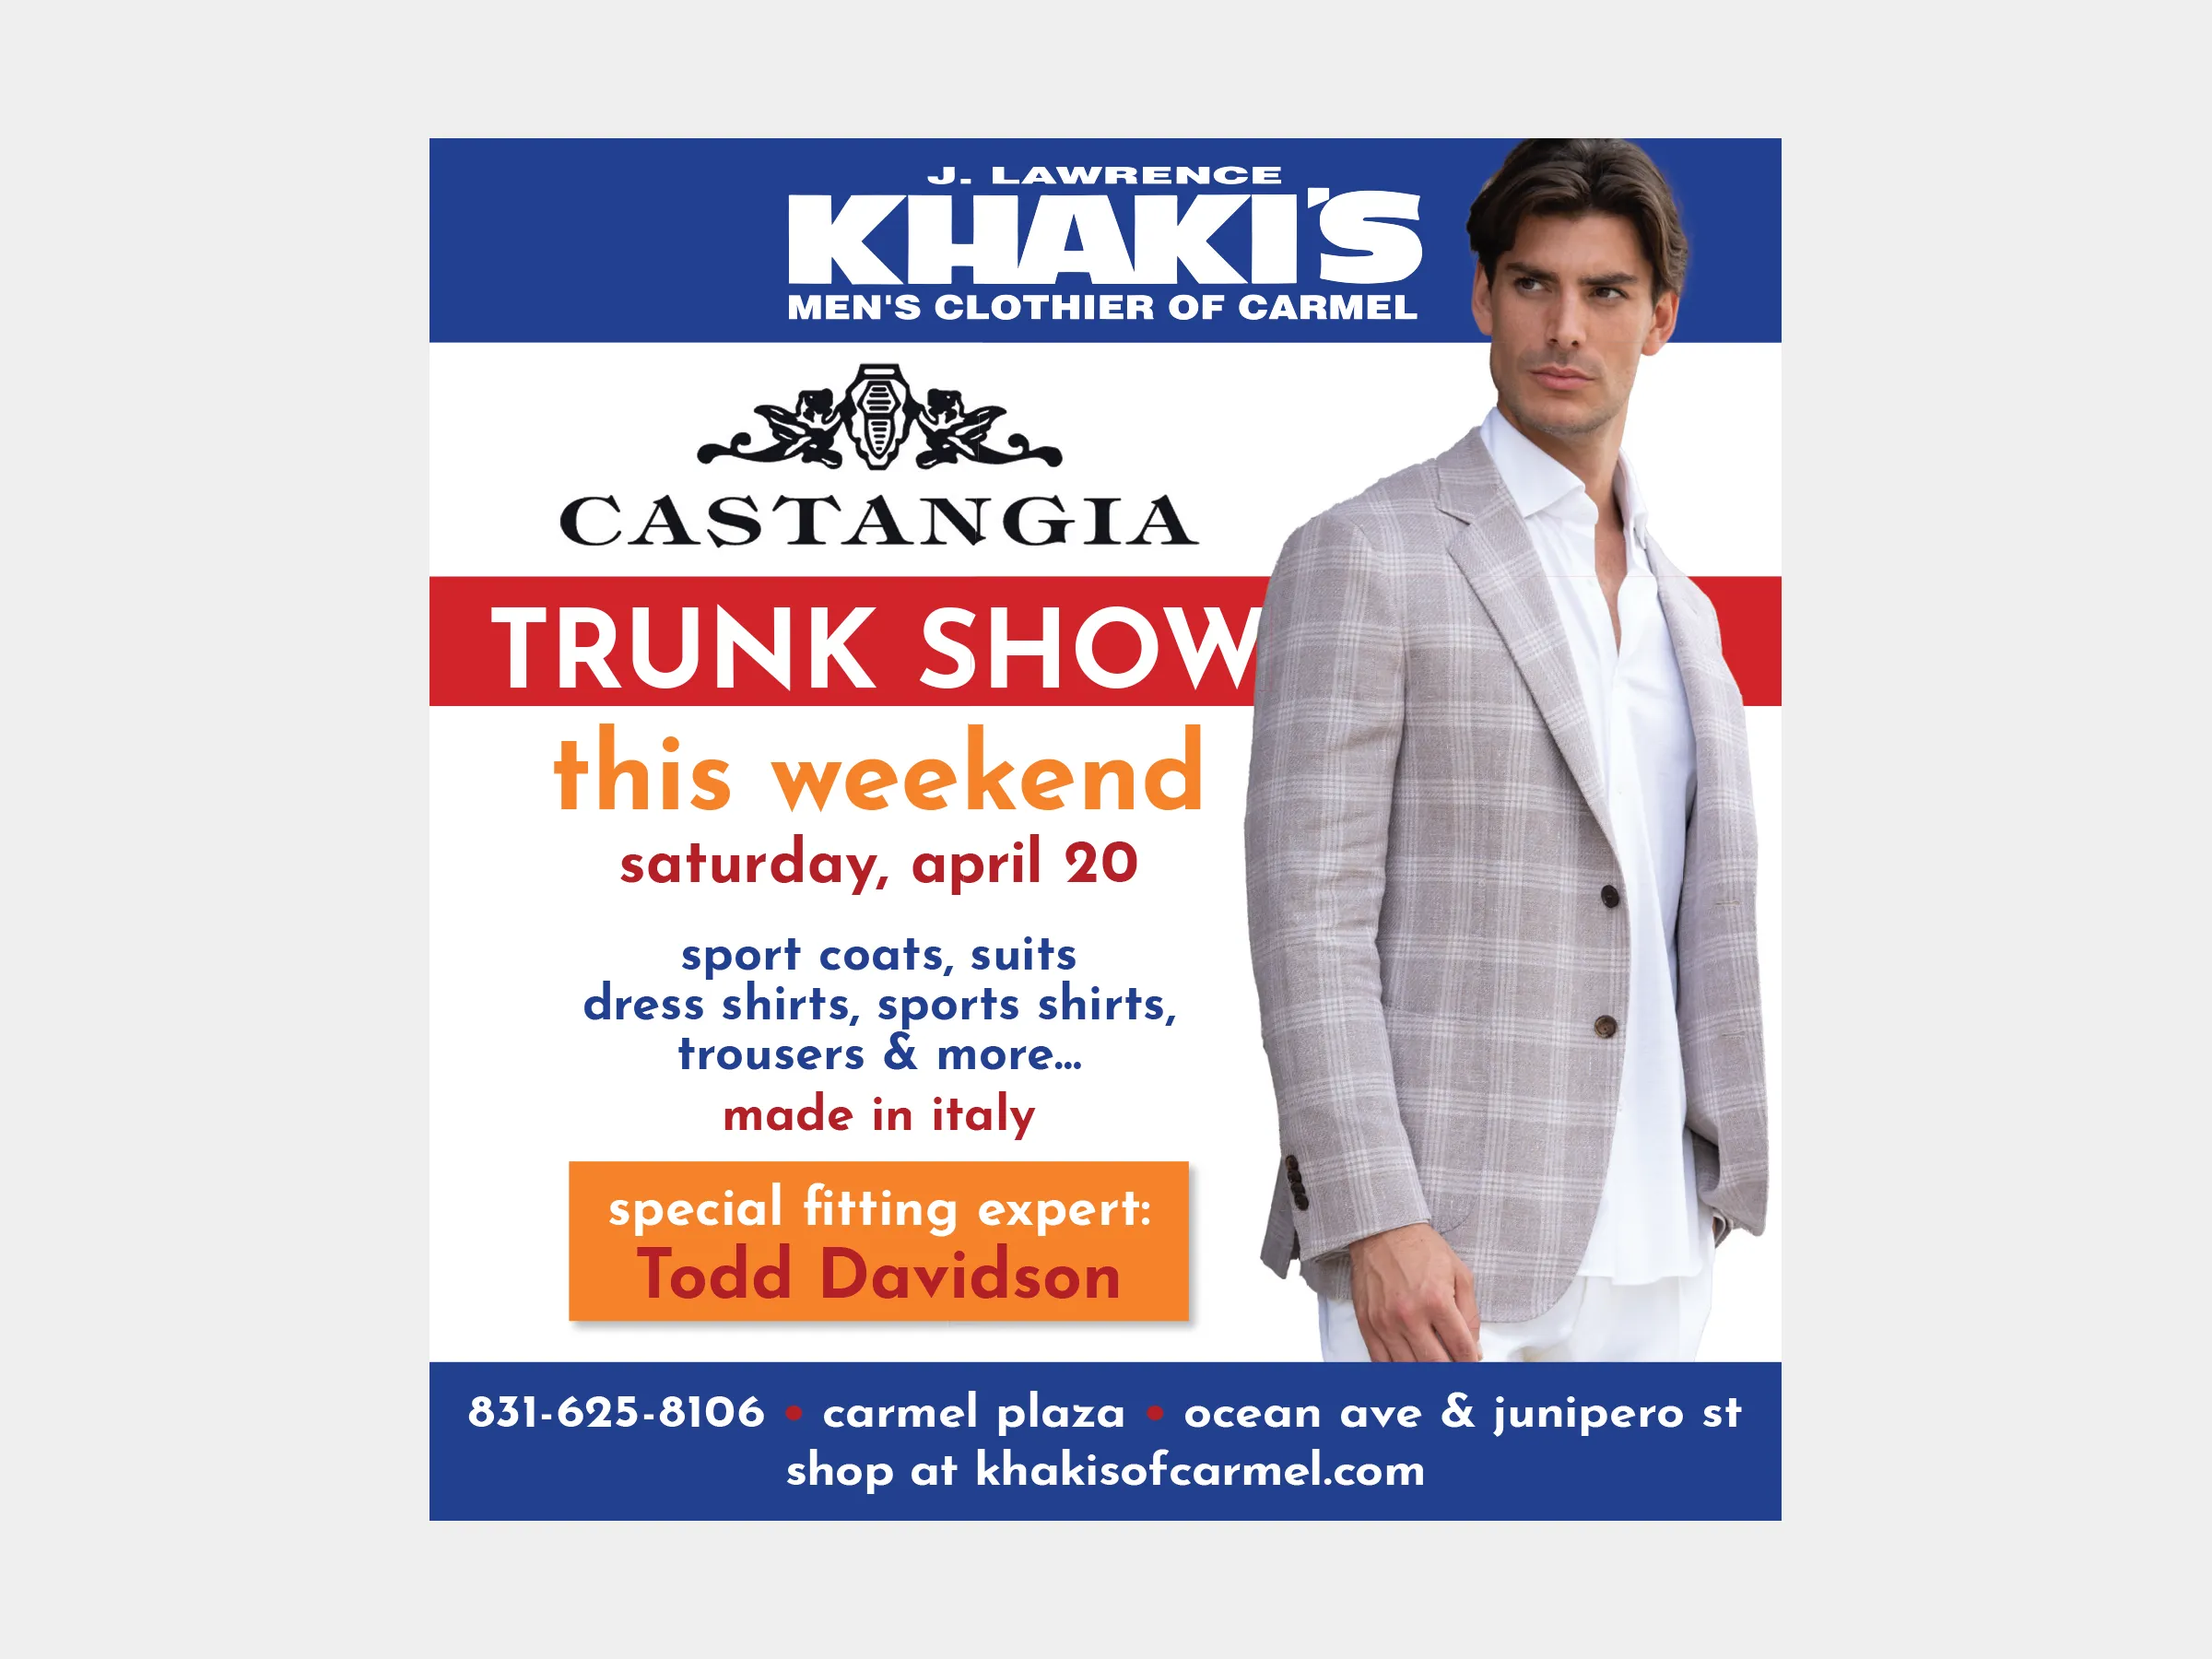 J. LAWRENCE
KHAKI'S
MEN'S CLOTHIER OF CARMEL
CASTANGIA
TRUNK SHOW
this weekend
saturday, april 20
sport coats, suits
dress shirts, sports shirts,
trousers & more...
made in italy
special fitting expert:
Todd Davidson
831-625-8106 • carmel plaza • ocean ave & junipero st
shop at khakisofcarmel.com